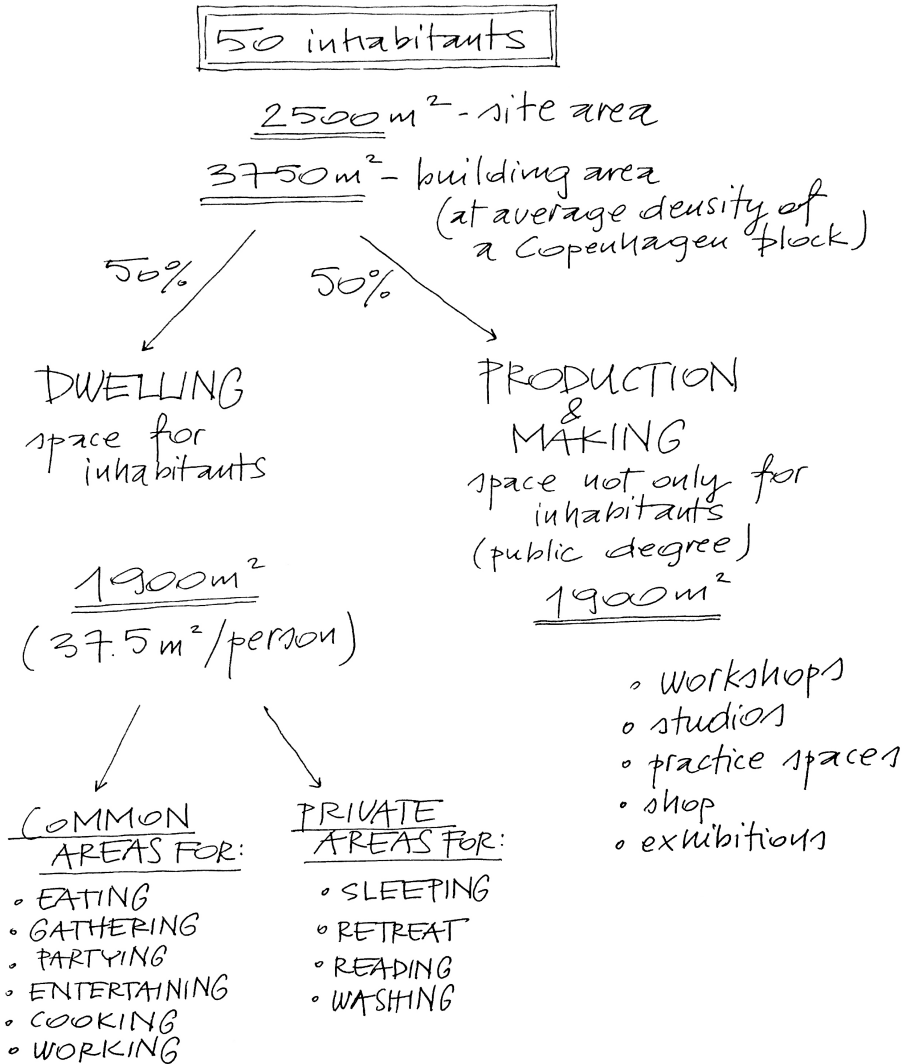 50 inhabitants
2500m² - site area
3750m² - building area
(at average density of
a Copenhagen block)
50%
50%
DWELLING
space for
inhabitants
1900m²
(37.5m²/person)
PRODUCTION
&
MAKING
space not only for
inhabitants
(public degree)
1900m²
• workshops
• studios
• practice spaces
• shop
• exhibitions
COMMON
AREAS FOR:
• EATING
• GATHERING
• PARTYING
• ENTERTAINING
• COOKING
• WORKING
PRIVATE
AREAS FOR:
• SLEEPING
• RETREAT
• READING
• WASHING